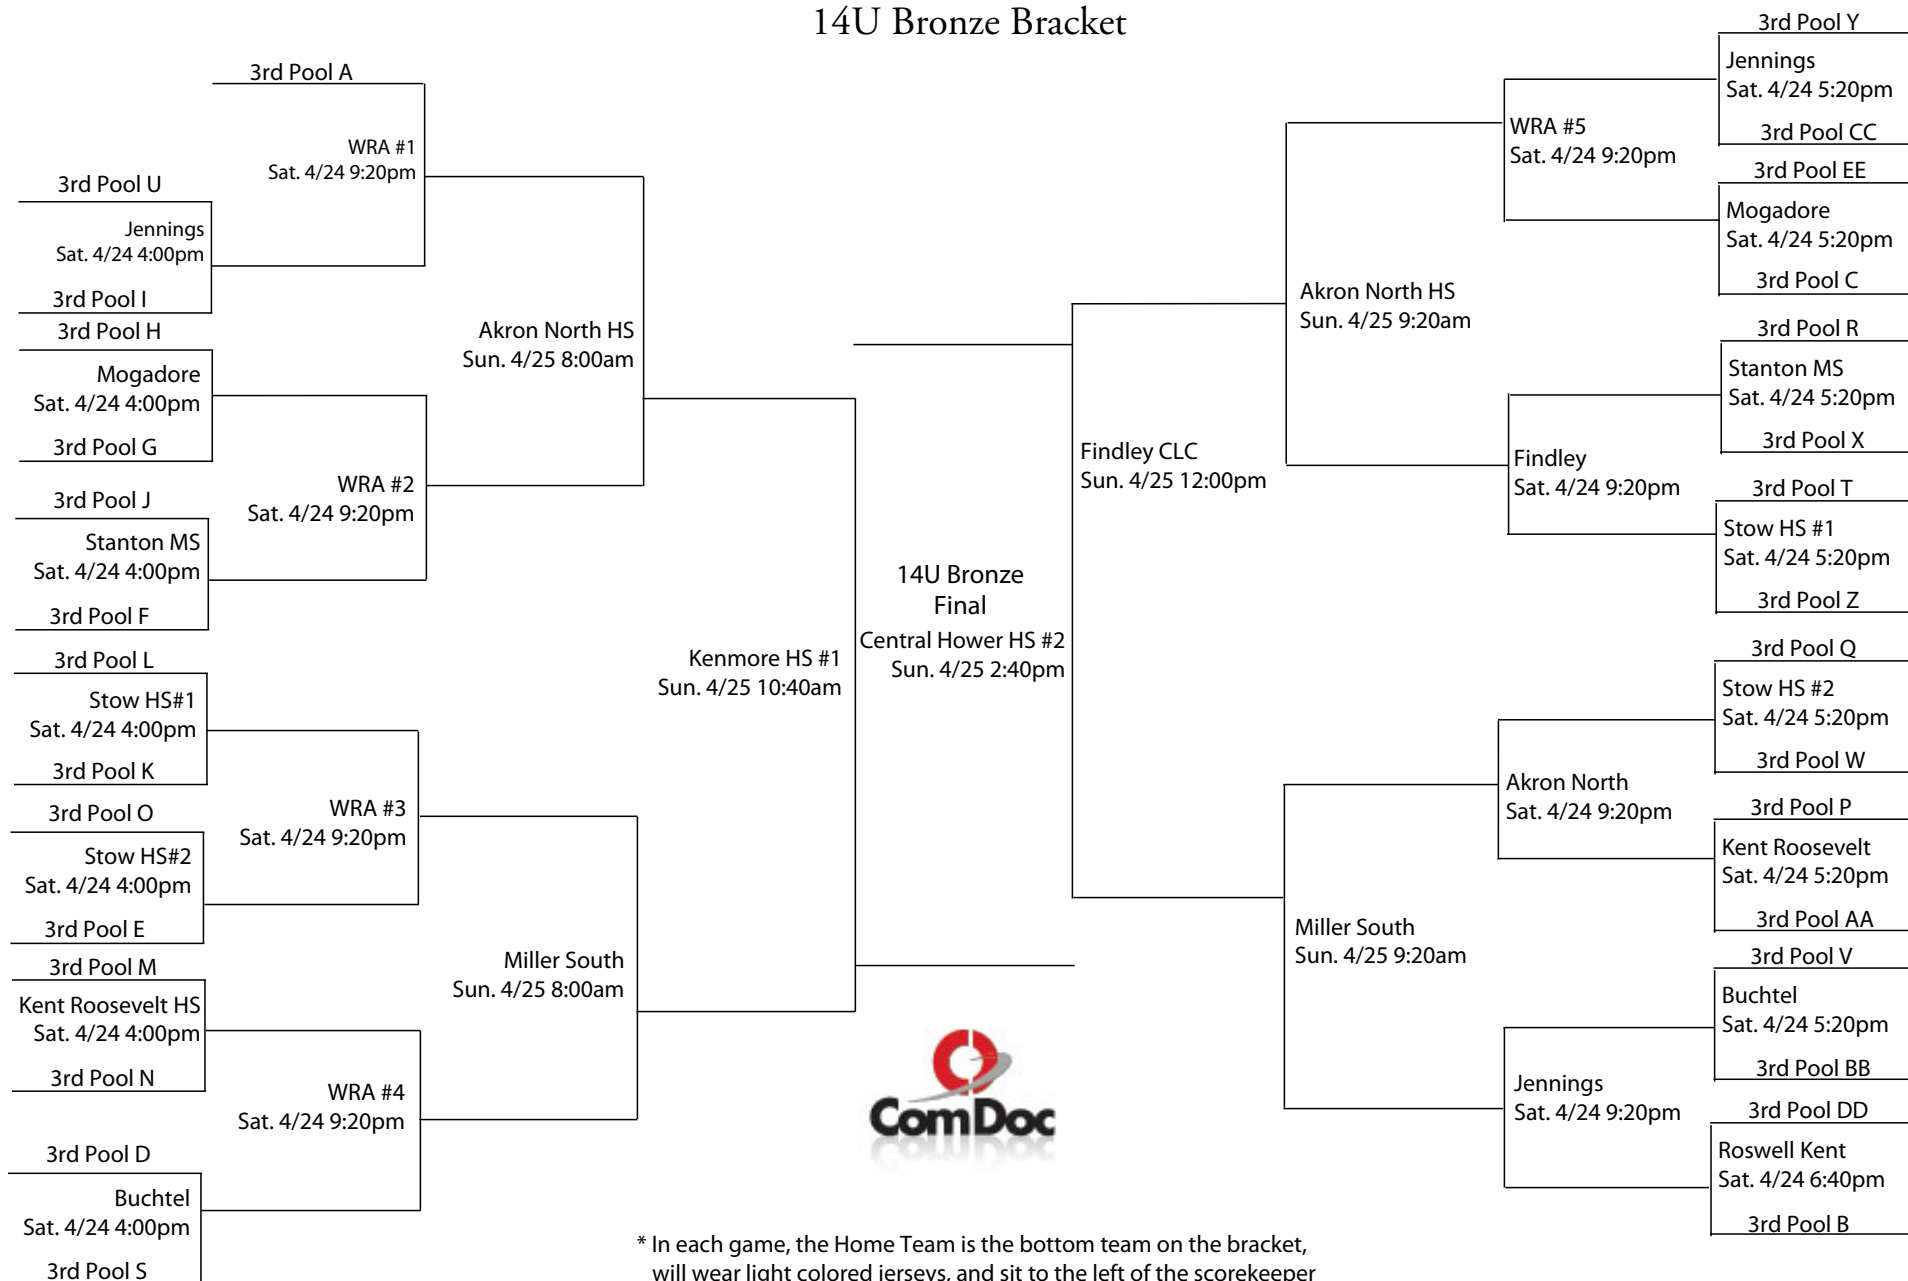 14U Bronze Bracket
3rd Pool A
WRA #1
Sat. 4/24 9:20pm
3rd Pool U
Jennings
Sat. 4/24 4:00pm
3rd Pool I
3rd Pool H
Mogadore
Sat. 4/24 4:00pm
3rd Pool G
3rd Pool J
Stanton MS
Sat. 4/24 4:00pm
3rd Pool F
WRA #2
Sat. 4/24 9:20pm
Akron North HS
Sun. 4/25 8:00am
3rd Pool L
Stow HS#1
Sat. 4/24 4:00pm
3rd Pool K
3rd Pool O
Stow HS#2
Sat. 4/24 4:00pm
3rd Pool E
WRA #3
Sat. 4/24 9:20pm
3rd Pool M
Kent Roosevelt HS
Sat. 4/24 4:00pm
3rd Pool N
3rd Pool D
Buchtel
Sat. 4/24 4:00pm
3rd Pool S
WRA #4
Sat. 4/24 9:20pm
Miller South
Sun. 4/25 8:00am
Kenmore HS #1
Sun. 4/25 10:40am
14U Bronze
Final
Central Hower HS #2
Sun. 4/25 2:40pm
Findley CLC
Sun. 4/25 12:00pm
Akron North HS
Sun. 4/25 9:20am
WRA #5
Sat. 4/24 9:20pm
3rd Pool Y
Jennings
Sat. 4/24 5:20pm
3rd Pool CC
3rd Pool EE
Mogadore
Sat. 4/24 5:20pm
3rd Pool C
3rd Pool R
Stanton MS
Sat. 4/24 5:20pm
3rd Pool X
Findley
Sat. 4/24 9:20pm
3rd Pool T
Stow HS #1
Sat. 4/24 5:20pm
3rd Pool Z
3rd Pool Q
Stow HS #2
Sat. 4/24 5:20pm
3rd Pool W
Akron North
Sat. 4/24 9:20pm
3rd Pool P
Kent Roosevelt
Sat. 4/24 5:20pm
3rd Pool AA
Miller South
Sun. 4/25 9:20am
3rd Pool V
Buchtel
Sat. 4/24 5:20pm
3rd Pool BB
Jennings
Sat. 4/24 9:20pm
3rd Pool DD
Roswell Kent
Sat. 4/24 6:40pm
3rd Pool B
ComDoc
* In each game, the Home Team is the bottom team on the bracket,
will wear light colored jerseys, and sit to the left of the scorekeeper